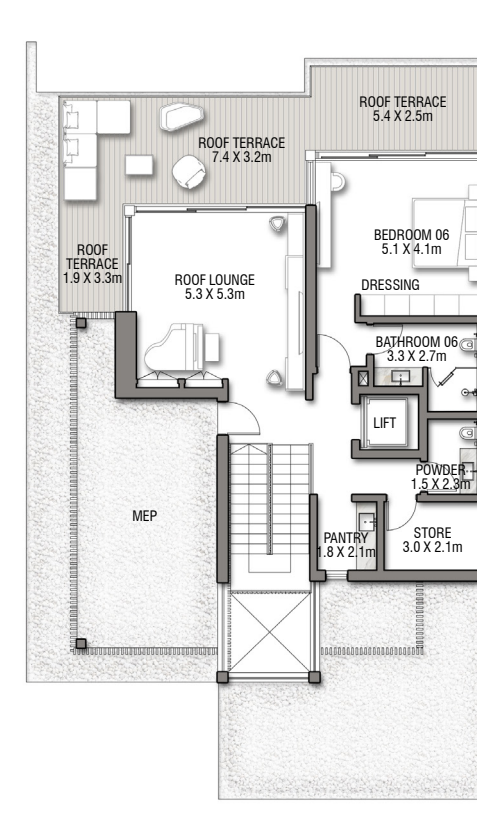 ROOF TERRACE
5.4 X 2.5m
ROOF TERRACE
7.4 X 3.2m
BEDROOM 06
5.1 X 4.1m
ROOF
TERRACE
1.9 X 3.3m
ROOF LOUNGE
5.3 X 5.3m
DRESSING
BATHROOM 06
3.3 X 2.7m
LIFT
POWDER
1.5 X 2.3m
MEP
PANTRY
1.8 X 2.1m
STORE
3.0 X 2.1m